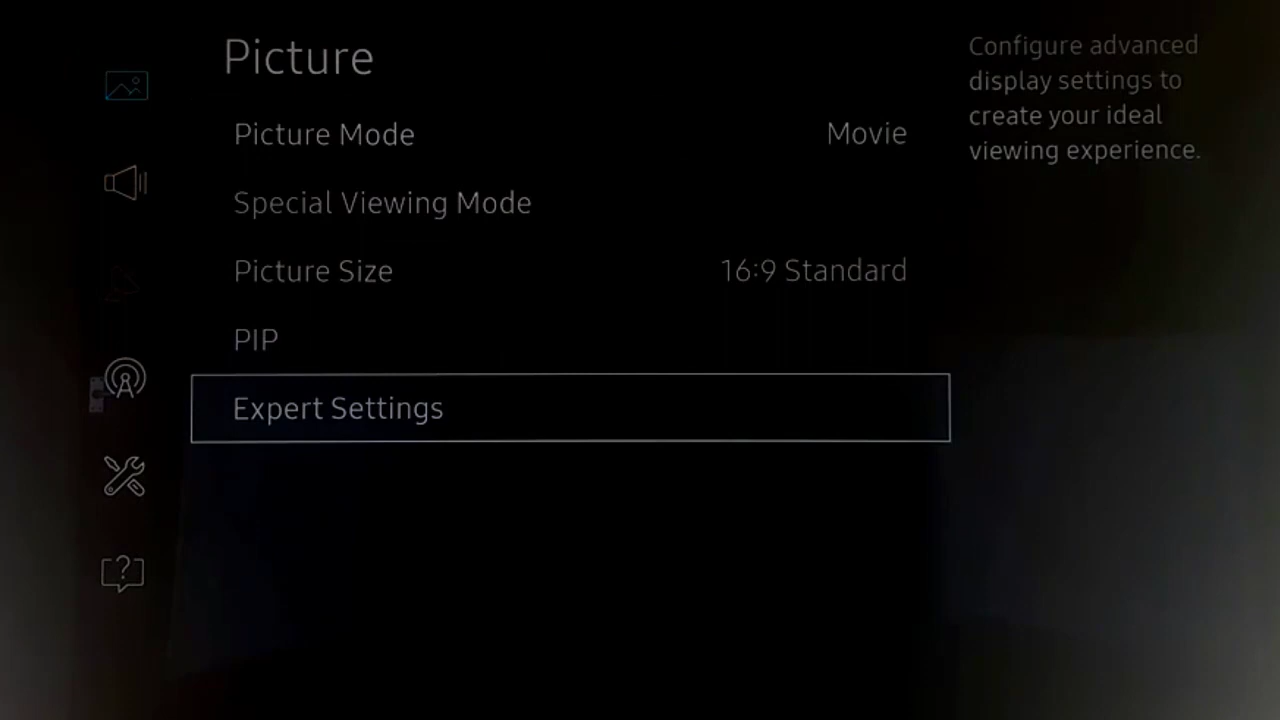 Picture
Picture Mode Movie
Special Viewing Mode
Picture Size 16:9 Standard
PIP
Expert Settings
Configure advanced
display settings to
create your ideal
viewing experience.